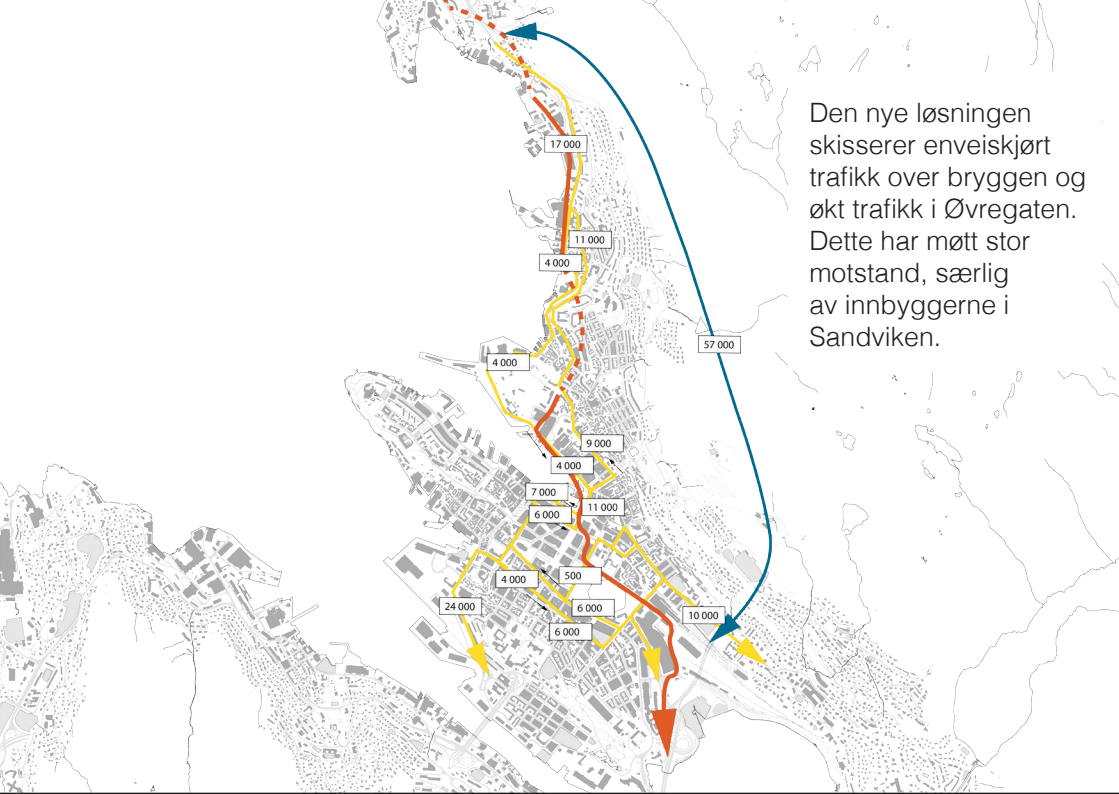 Den nye løsningen
skisserer enveiskjørt
trafikk over bryggen og
økt trafikk i Øvregaten.
Dette har møtt stor
motstand, særlig
av innbyggerne i
Sandviken.
17 000
11 000
4 000
57 000
4 000
9 000
4 000
7 000
11 000
6 000
500
4 000
24 000
6 000
10 000
6 000